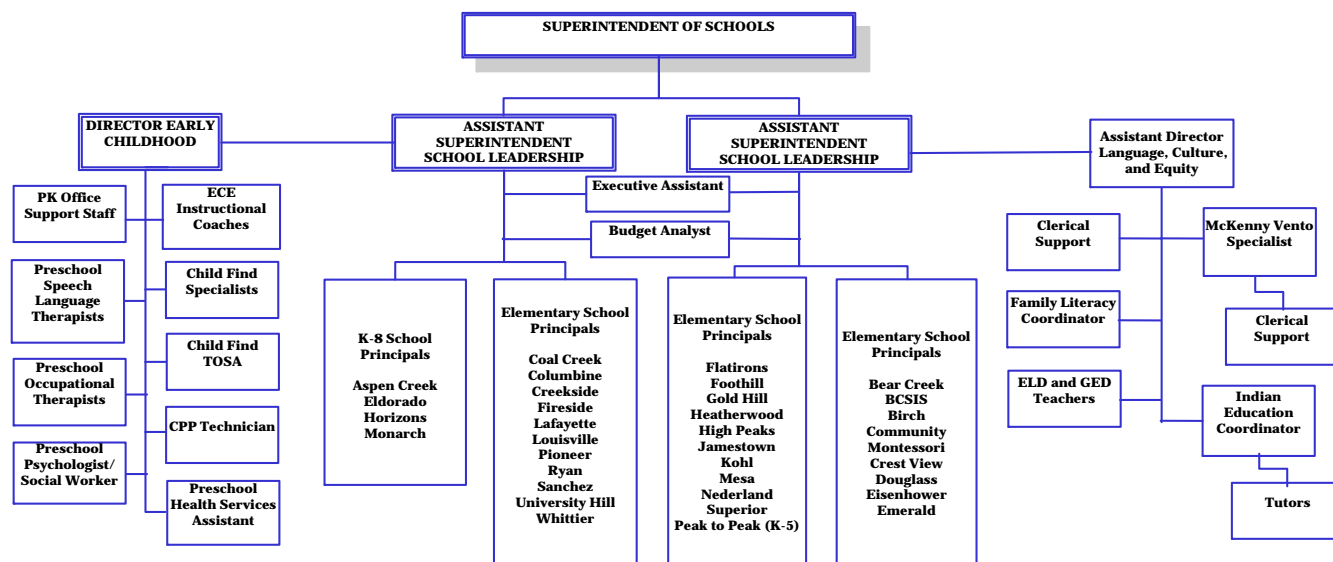 SUPERINTENDENT OF SCHOOLS
DIRECTOR EARLY
CHILDHOOD
ASSISTANT
SUPERINTENDENT
SCHOOL LEADERSHIP
ASSISTANT
SUPERINTENDENT
SCHOOL LEADERSHIP
Assistant Director
Language, Culture,
and Equity
Executive Assistant
Budget Analyst
PK Office
Support Staff
ECE
Instructional
Coaches
Preschool
Speech
Language
Therapists
Child Find
Specialists
Child Find
TOSA
Preschool
Occupational
Therapists
CPP Technician
Preschool
Psychologist/
Social Worker
Preschool
Health Services
Assistant
K-8 School
Principals
Aspen Creek
Eldorado
Horizons
Monarch
Elementary School
Principals
Coal Creek
Columbine
Creekside
Fireside
Lafayette
Louisville
Pioneer
Ryan
Sanchez
University Hill
Whittier
Elementary School
Principals
Flatirons
Foothill
Gold Hill
Heatherwood
High Peaks
Jamestown
Kohl
Mesa
Nederland
Superior
Peak to Peak (K-5)
Elementary School
Principals
Bear Creek
BCSIS
Birch
Community
Montessori
Crest View
Douglass
Eisenhower
Emerald
Clerical
Support
McKenny Vento
Specialist
Family Literacy
Coordinator
Clerical
Support
ELD and GED
Teachers
Indian
Education
Coordinator
Tutors